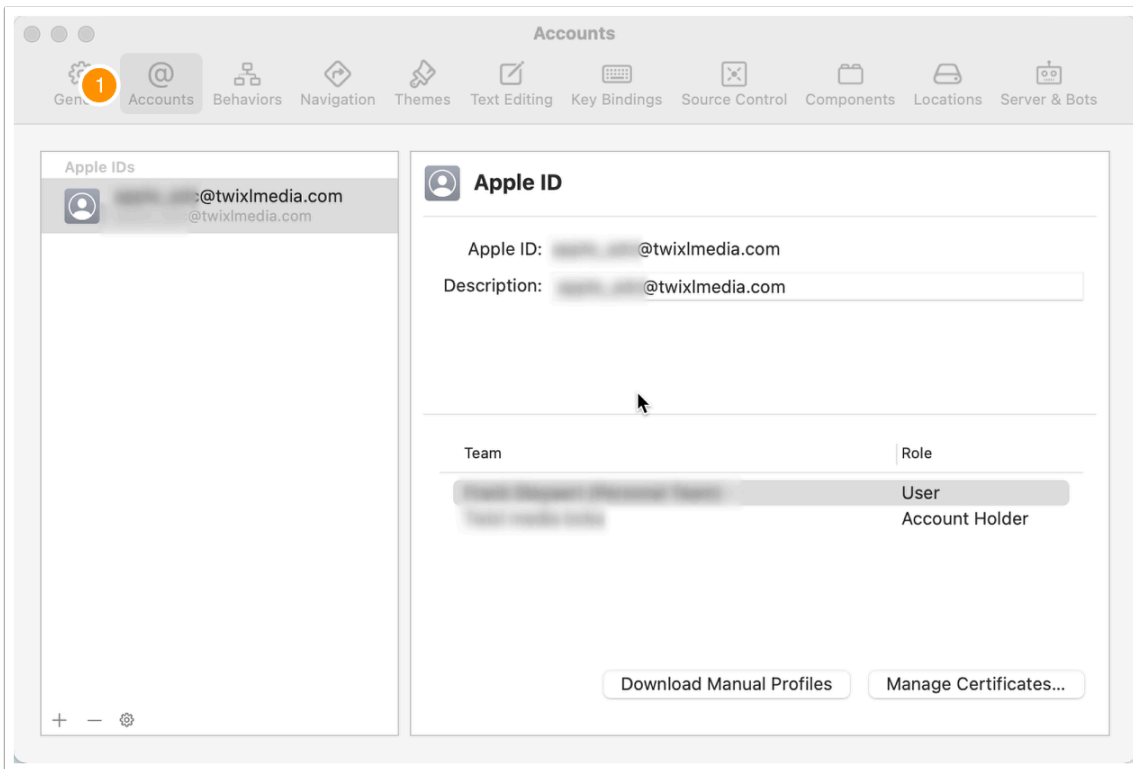 Accounts
Gen 1 Accounts Behaviors Navigation Themes Text Editing Key Bindings Source Control Components Locations Server & Bots
Apple IDs
@twixlmedia.com
@twixlmedia.com
Apple ID
Apple ID: @twixlmedia.com
Description: @twixlmedia.com
Team Role
User
Account Holder
Download Manual Profiles Manage Certificates...